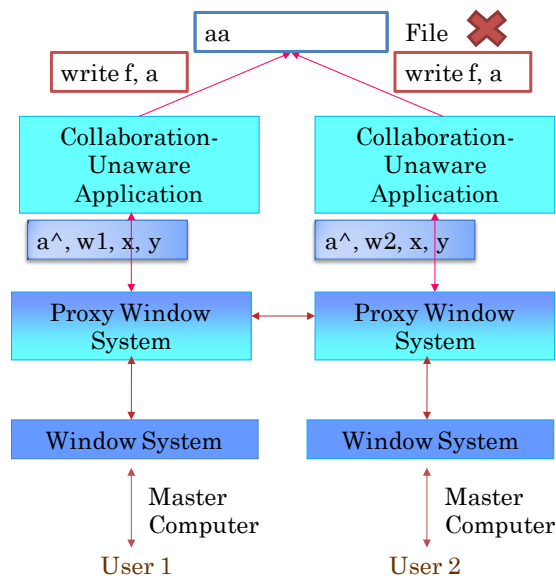 aa
File
write f, a
write f, a
Collaboration-
Unaware
Application
Collaboration-
Unaware
Application
a^, w1, x, y
a^, w2, x, y
Proxy Window
System
Proxy Window
System
Window System
Window System
Master
Computer
Master
Computer
User 1
User 2